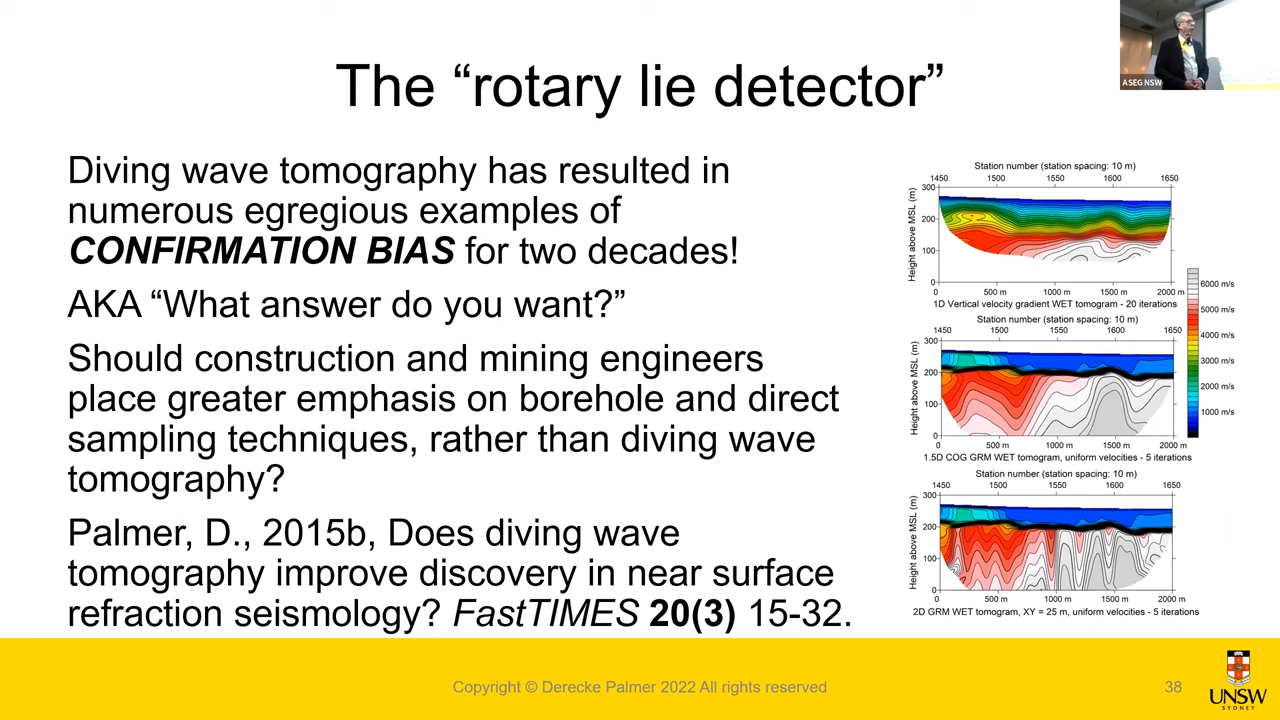 The “rotary lie detector”
ASEG NSW
Diving wave tomography has resulted in
numerous egregious examples of
CONFIRMATION BIAS for two decades!
AKA “What answer do you want?”
Should construction and mining engineers
place greater emphasis on borehole and direct
sampling techniques, rather than diving wave
tomography?
Palmer, D., 2015b, Does diving wave
tomography improve discovery in near surface
refraction seismology? FastTIMES 20(3) 15-32.
Station number (station spacing: 10 m)
1450 1500 1550 1600 1650
Height above MSL (m)
300
200
100
0
0 500 m 1000 m 1500 m 2000 m
1D Vertical velocity gradient WET tomogram - 20 iterations
Station number (station spacing: 10 m)
1450 1500 1550 1600 1650
Height above MSL (m)
300
200
100
0
0 500 m 1000 m 1500 m 2000 m
1.5D COG GRM WET tomogram, uniform velocities - 5 iterations
Station number (station spacing: 10 m)
1450 1500 1550 1600 1650
Height above MSL (m)
300
200
100
0
0 500 m 1000 m 1500 m 2000 m
2D GRM WET tomogram, XY = 25 m, uniform velocities - 5 iterations
6000 m/s
5000 m/s
4000 m/s
3000 m/s
2000 m/s
1000 m/s
Copyright © Derecke Palmer 2022 All rights reserved
38
UNSW
SYDNEY